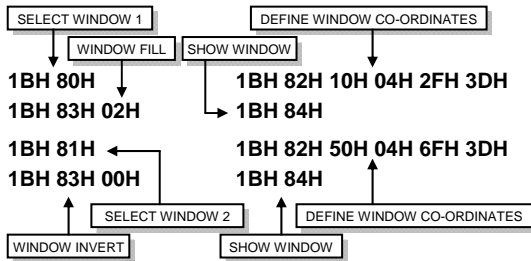 SELECT WINDOW 1 DEFINE WINDOW CO-ORDINATES
WINDOW FILL SHOW WINDOW
1BH 80H 1BH 82H 10H 04H 2FH 3DH
1BH 83H 02H 1BH 84H
1BH 81H 1BH 82H 50H 04H 6FH 3DH
1BH 83H 00H 1BH 84H
SELECT WINDOW 2 DEFINE WINDOW CO-ORDINATES
WINDOW INVERT SHOW WINDOW